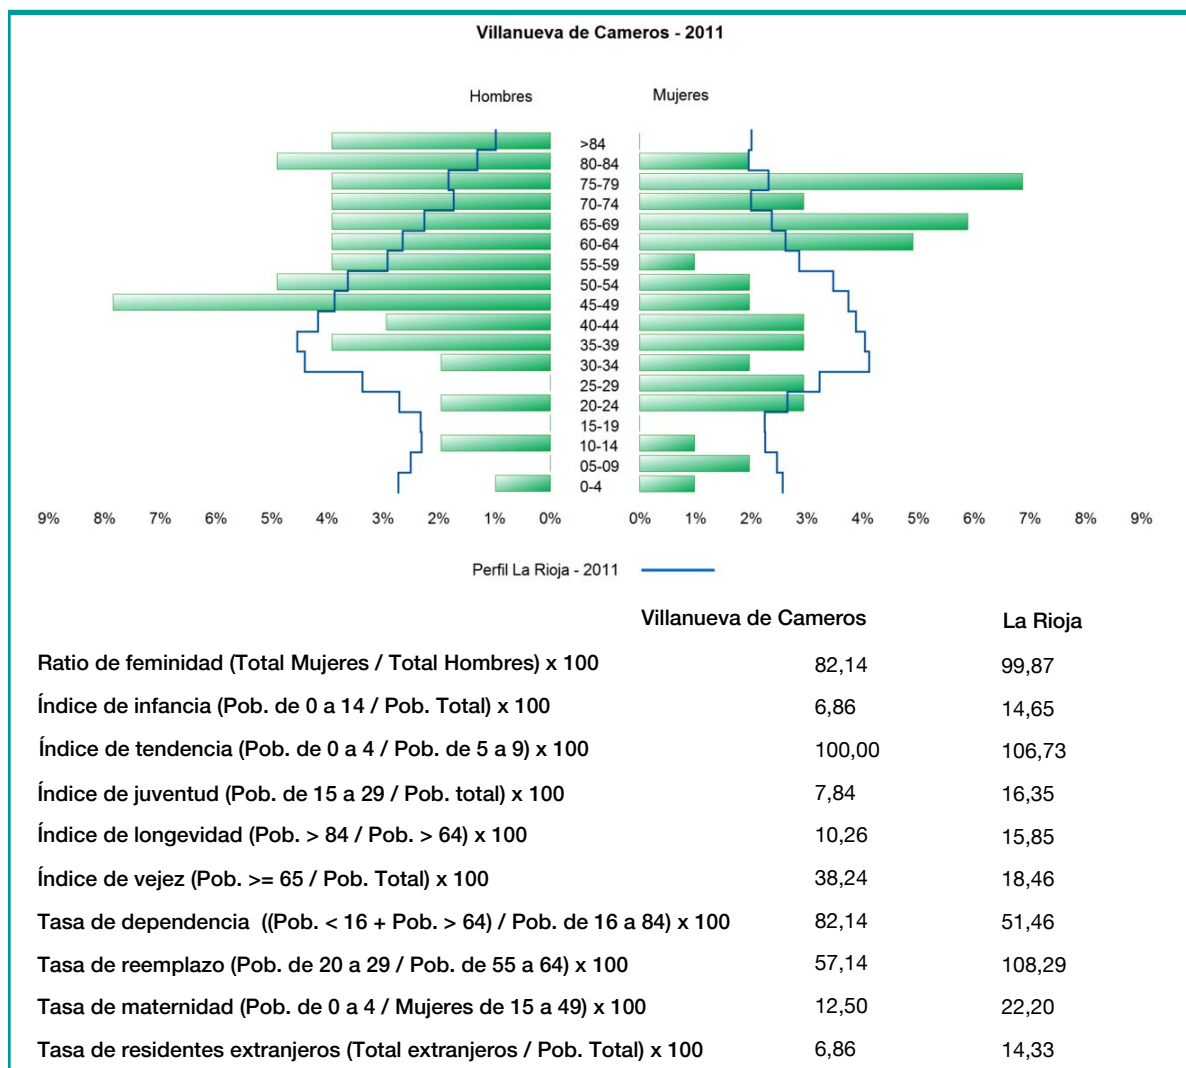 Villanueva de Cameros - 2011
Hombres Mujeres
>84
80-84
75-79
70-74
65-69
60-64
55-59
50-54
45-49
40-44
35-39
30-34
25-29
20-24
15-19
10-14
05-09
0-4
9% 8% 7% 6% 5% 4% 3% 2% 1% 0% 0% 1% 2% 3% 4% 5% 6% 7% 8% 9%
Perfil La Rioja - 2011
Villanueva de Cameros La Rioja
Ratio de feminidad (Total Mujeres / Total Hombres) x 100 82,14 99,87
Índice de infancia (Pob. de 0 a 14 / Pob. Total) x 100 6,86 14,65
Índice de tendencia (Pob. de 0 a 4 / Pob. de 5 a 9) x 100 100,00 106,73
Índice de juventud (Pob. de 15 a 29 / Pob. total) x 100 7,84 16,35
Índice de longevidad (Pob. > 84 / Pob. > 64) x 100 10,26 15,85
Índice de vejez (Pob. >= 65 / Pob. Total) x 100 38,24 18,46
Tasa de dependencia ((Pob. < 16 + Pob. > 64) / Pob. de 16 a 84) x 100 82,14 51,46
Tasa de reemplazo (Pob. de 20 a 29 / Pob. de 55 a 64) x 100 57,14 108,29
Tasa de maternidad (Pob. de 0 a 4 / Mujeres de 15 a 49) x 100 12,50 22,20
Tasa de residentes extranjeros (Total extranjeros / Pob. Total) x 100 6,86 14,33